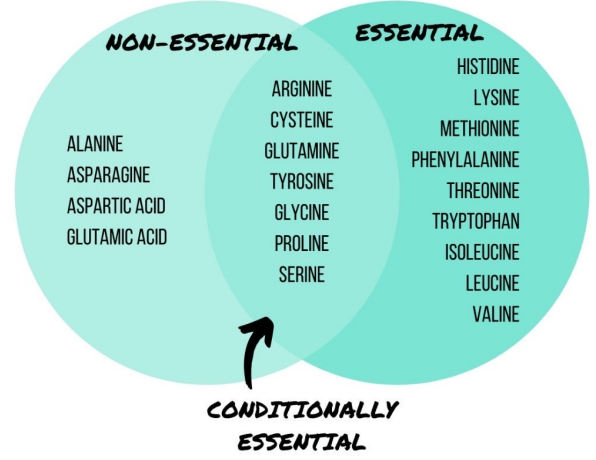 NON-ESSENTIAL
ESSENTIAL
ALANINE
ASPARAGINE
ASPARTIC ACID
GLUTAMIC ACID
ARGININE
CYSTEINE
GLUTAMINE
TYROSINE
GLYCINE
PROLINE
SERINE
HISTIDINE
LYSINE
METHIONINE
PHENYLALANINE
THREONINE
TRYPTOPHAN
ISOLEUCINE
LEUCINE
VALINE
CONDITIONALLY
ESSENTIAL